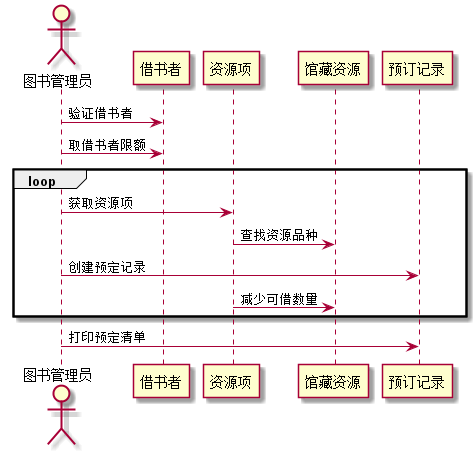 图书管理员
借书者
资源项
馆藏资源
预订记录
验证借书者
取借书者限额
loop
获取资源项
查找资源品种
创建预定记录
减少可借数量
打印预定清单
图书管理员
借书者
资源项
馆藏资源
预订记录